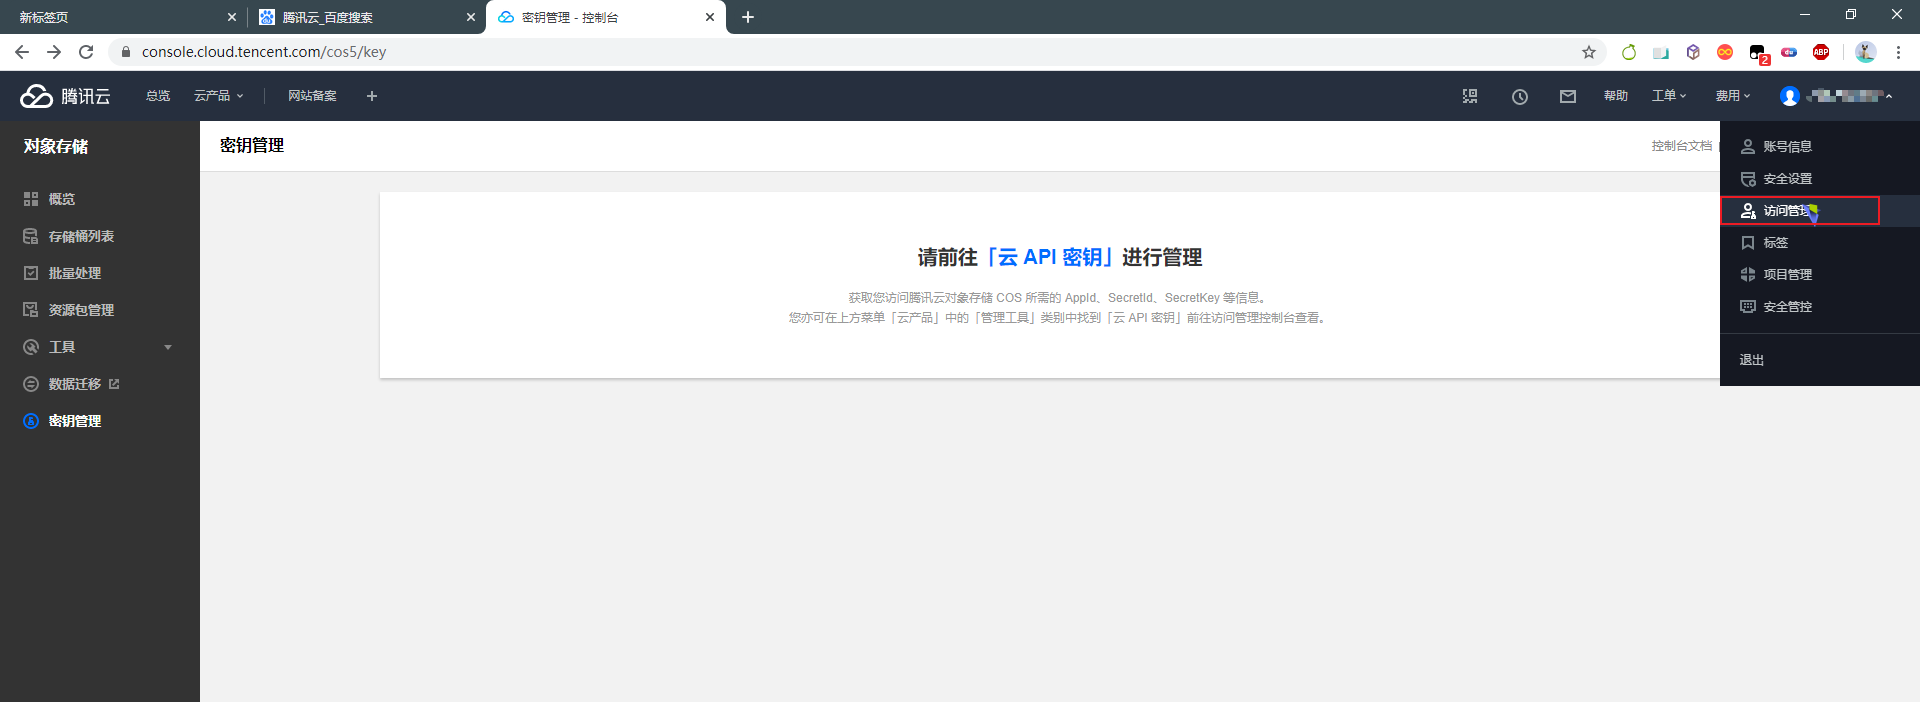 新标签页
腾讯云_百度搜索
密钥管理 - 控制台
console.cloud.tencent.com/cos5/key
2
du
ABP
腾讯云
总览
云产品
网站备案
帮助
工单
费用
对象存储
概览
存储桶列表
批量处理
资源包管理
工具
数据迁移
密钥管理
密钥管理
控制台文档
请前往「云 API 密钥」进行管理
获取您访问腾讯云对象存储 COS 所需的 AppId、SecretId、SecretKey 等信息。
您亦可在上方菜单「云产品」中的「管理工具」类别中找到「云 API 密钥」前往访问管理控制台查看。
账号信息
安全设置
访问管理
标签
项目管理
安全管控
退出